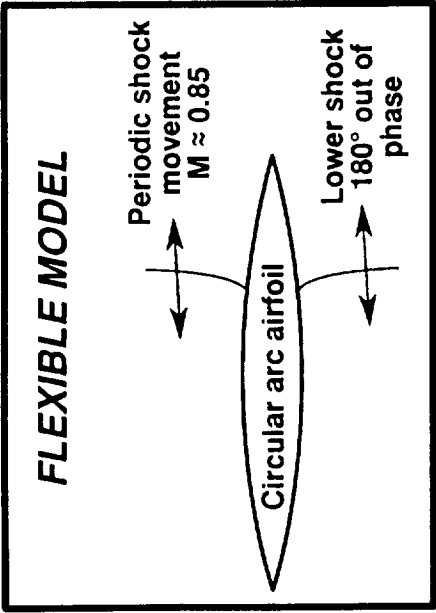 FLEXIBLE MODEL
Periodic shock
movement
M ≈ 0.85
Circular arc airfoil
Lower shock
180° out of
phase